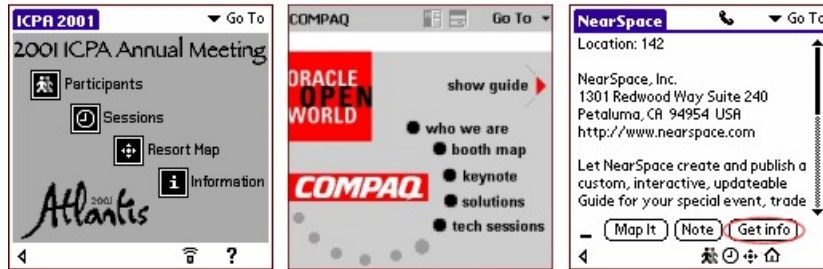 ICPA 2001
Go To
2001 ICPA Annual Meeting
Participants
Sessions
Resort Map
Information
2001
Atlantis
?
COMPAQ
Go To
ORACLE
OPEN
WORLD
show guide
who we are
booth map
keynote
COMPAQ
solutions
tech sessions
NearSpace
Go To
Location: 142
NearSpace, Inc.
1301 Redwood Way Suite 240
Petaluma, CA 94954 USA
http://www.nearspace.com
Let NearSpace create and publish a
custom, interactive, updateable
Guide for your special event, trade
Map It Note Get info